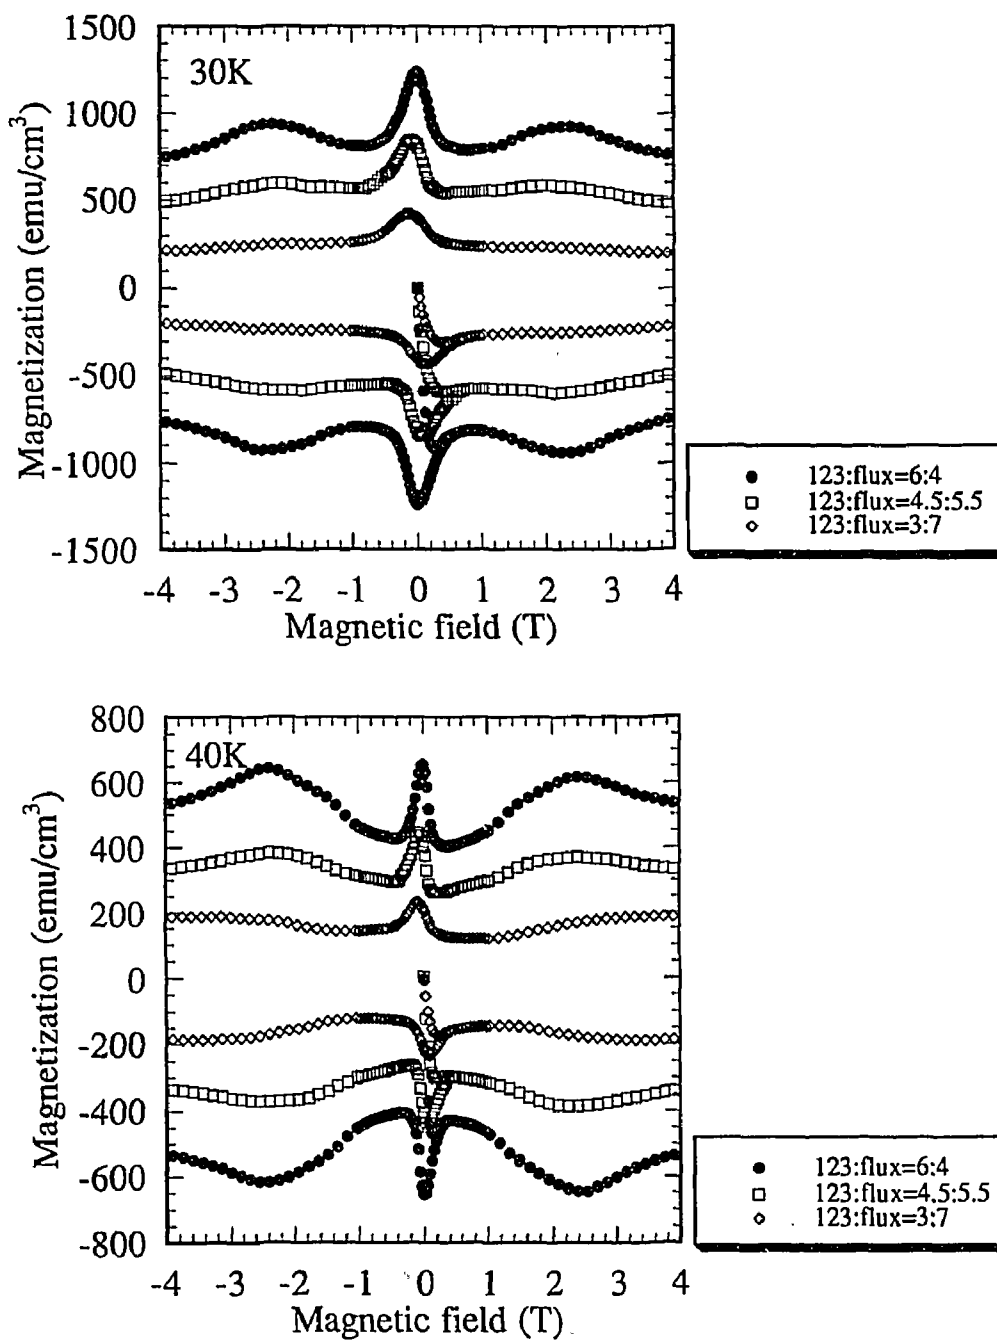 1500
1000
500
0
-500
-1000
-1500
Magnetization (emu/cm³)
30K
-4 -3 -2 -1 0 1 2 3 4
Magnetic field (T)
123:flux=6:4
123:flux=4.5:5.5
123:flux=3:7
800
600
400
200
0
-200
-400
-600
-800
Magnetization (emu/cm³)
40K
-4 -3 -2 -1 0 1 2 3 4
Magnetic field (T)
123:flux=6:4
123:flux=4.5:5.5
123:flux=3:7